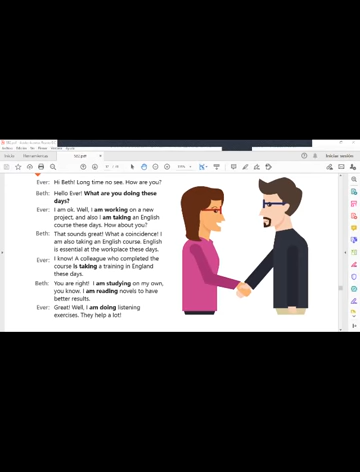 Iniciar sesión
Ever: Hi Beth! Long time no see. How are you?
Beth: Hello Ever! What are you doing these
days?
Ever: I am ok. Well, I am working on a new
project, and also I am taking an English
course these days. How about you?
Beth: That sounds great! What a coincidence! I
am also taking an English course. English
is essential at the workplace these days.
Ever: I know! A colleague who completed the
course is taking a training in England
these days.
Beth: You are right! I am studying on my own,
you know. I am reading novels to have
better results.
Ever: Great! Well, I am doing listening
exercises. They help a lot!